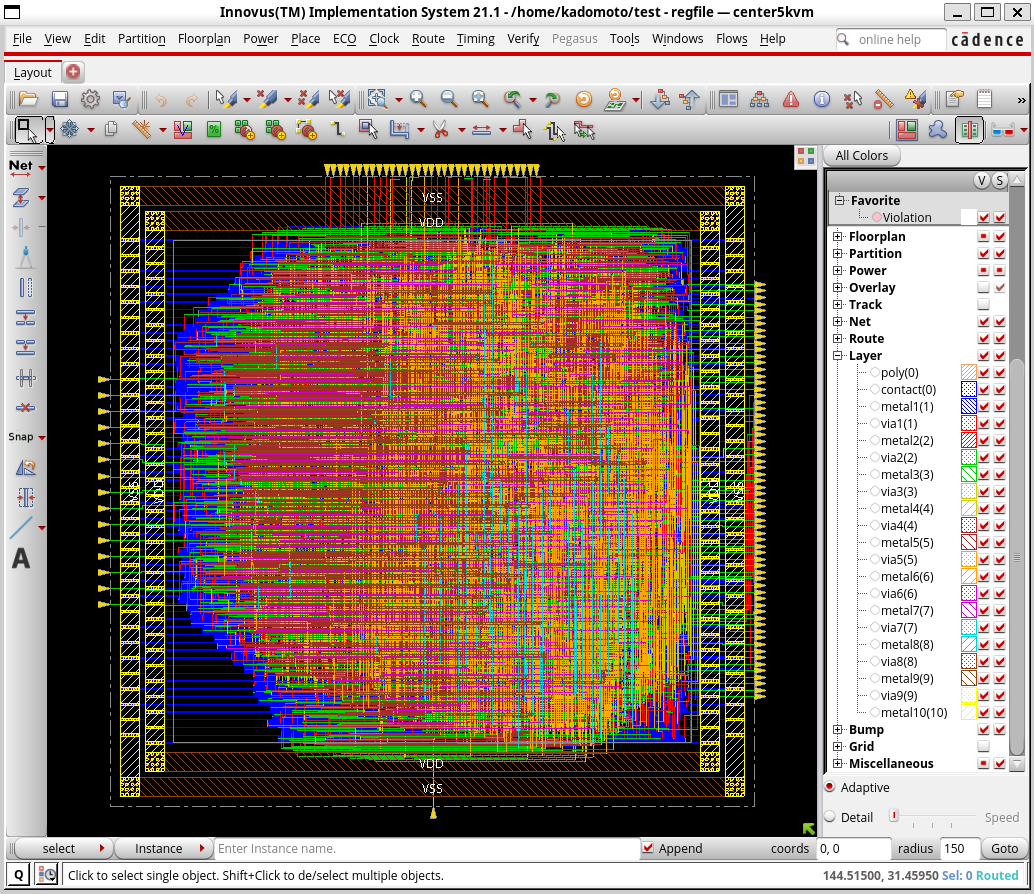 Innovus(TM) Implementation System 21.1 - /home/kadomoto/test - regfile — center5kvm
File View Edit Partition Floorplan Power Place ECO Clock Route Timing Verify Pegasus Tools Windows Flows Help online help cādence
Layout
»
Net
Snap
A
VSS
VDD
VSS
VDD
VDD
VSS
VDD
VSS
All Colors
V S
Favorite
Violation
Floorplan
Partition
Power
Overlay
Track
Net
Route
Layer
poly(0)
contact(0)
metal1(1)
via1(1)
metal2(2)
via2(2)
metal3(3)
via3(3)
metal4(4)
via4(4)
metal5(5)
via5(5)
metal6(6)
via6(6)
metal7(7)
via7(7)
metal8(8)
via8(8)
metal9(9)
via9(9)
metal10(10)
Bump
Grid
Miscellaneous
Adaptive
Detail Speed
select Instance Enter Instance name. Append coords 0, 0 radius 150 Goto
Q Click to select single object. Shift+Click to de/select multiple objects. 144.51500, 31.45950 Sel: 0 Routed